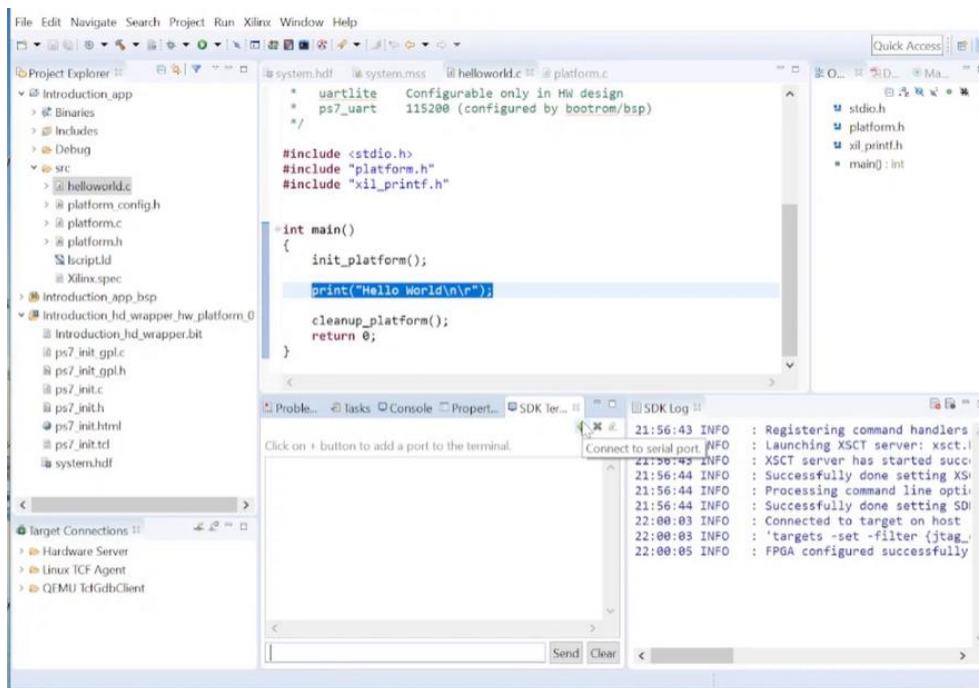 File Edit Navigate Search Project Run Xilinx Window Help
Quick Access
Project Explorer
Introduction_app
Binaries
Includes
Debug
src
helloworld.c
platform_config.h
platform.c
platform.h
lscript.ld
Xilinx.spec
Introduction_app_bsp
Introduction_hd_wrapper_hw_platform_0
Introduction_hd_wrapper.bit
ps7_init_gpl.c
ps7_init_gpl.h
ps7_init.c
ps7_init.h
ps7_init.html
ps7_init.tcl
system.hdf
Target Connections
Hardware Server
Linux TCF Agent
QEMU TcfGdbClient
system.hdf system.mss helloworld.c platform.c
* uartlite Configurable only in HW design
* ps7_uart 115200 (configured by bootrom/bsp)
*/
#include <stdio.h>
#include "platform.h"
#include "xil_printf.h"
int main()
{
init_platform();
print("Hello World\n\r");
cleanup_platform();
return 0;
}
O... D... Ma...
stdio.h
platform.h
xil_printf.h
main() : int
Proble... Tasks Console Propert... SDK Ter...
Click on + button to add a port to the terminal.
Connect to serial port.
Send Clear
SDK Log
21:56:43 INFO : Registering command handlers
INFO : Launching XSCT server: xsct.
21:56:43 INFO : XSCT server has started succ
21:56:44 INFO : Successfully done setting XS
21:56:44 INFO : Processing command line opti
21:56:44 INFO : Successfully done setting SD
22:00:03 INFO : Connected to target on host
22:00:03 INFO : 'targets -set -filter {jtag_
22:00:05 INFO : FPGA configured successfully